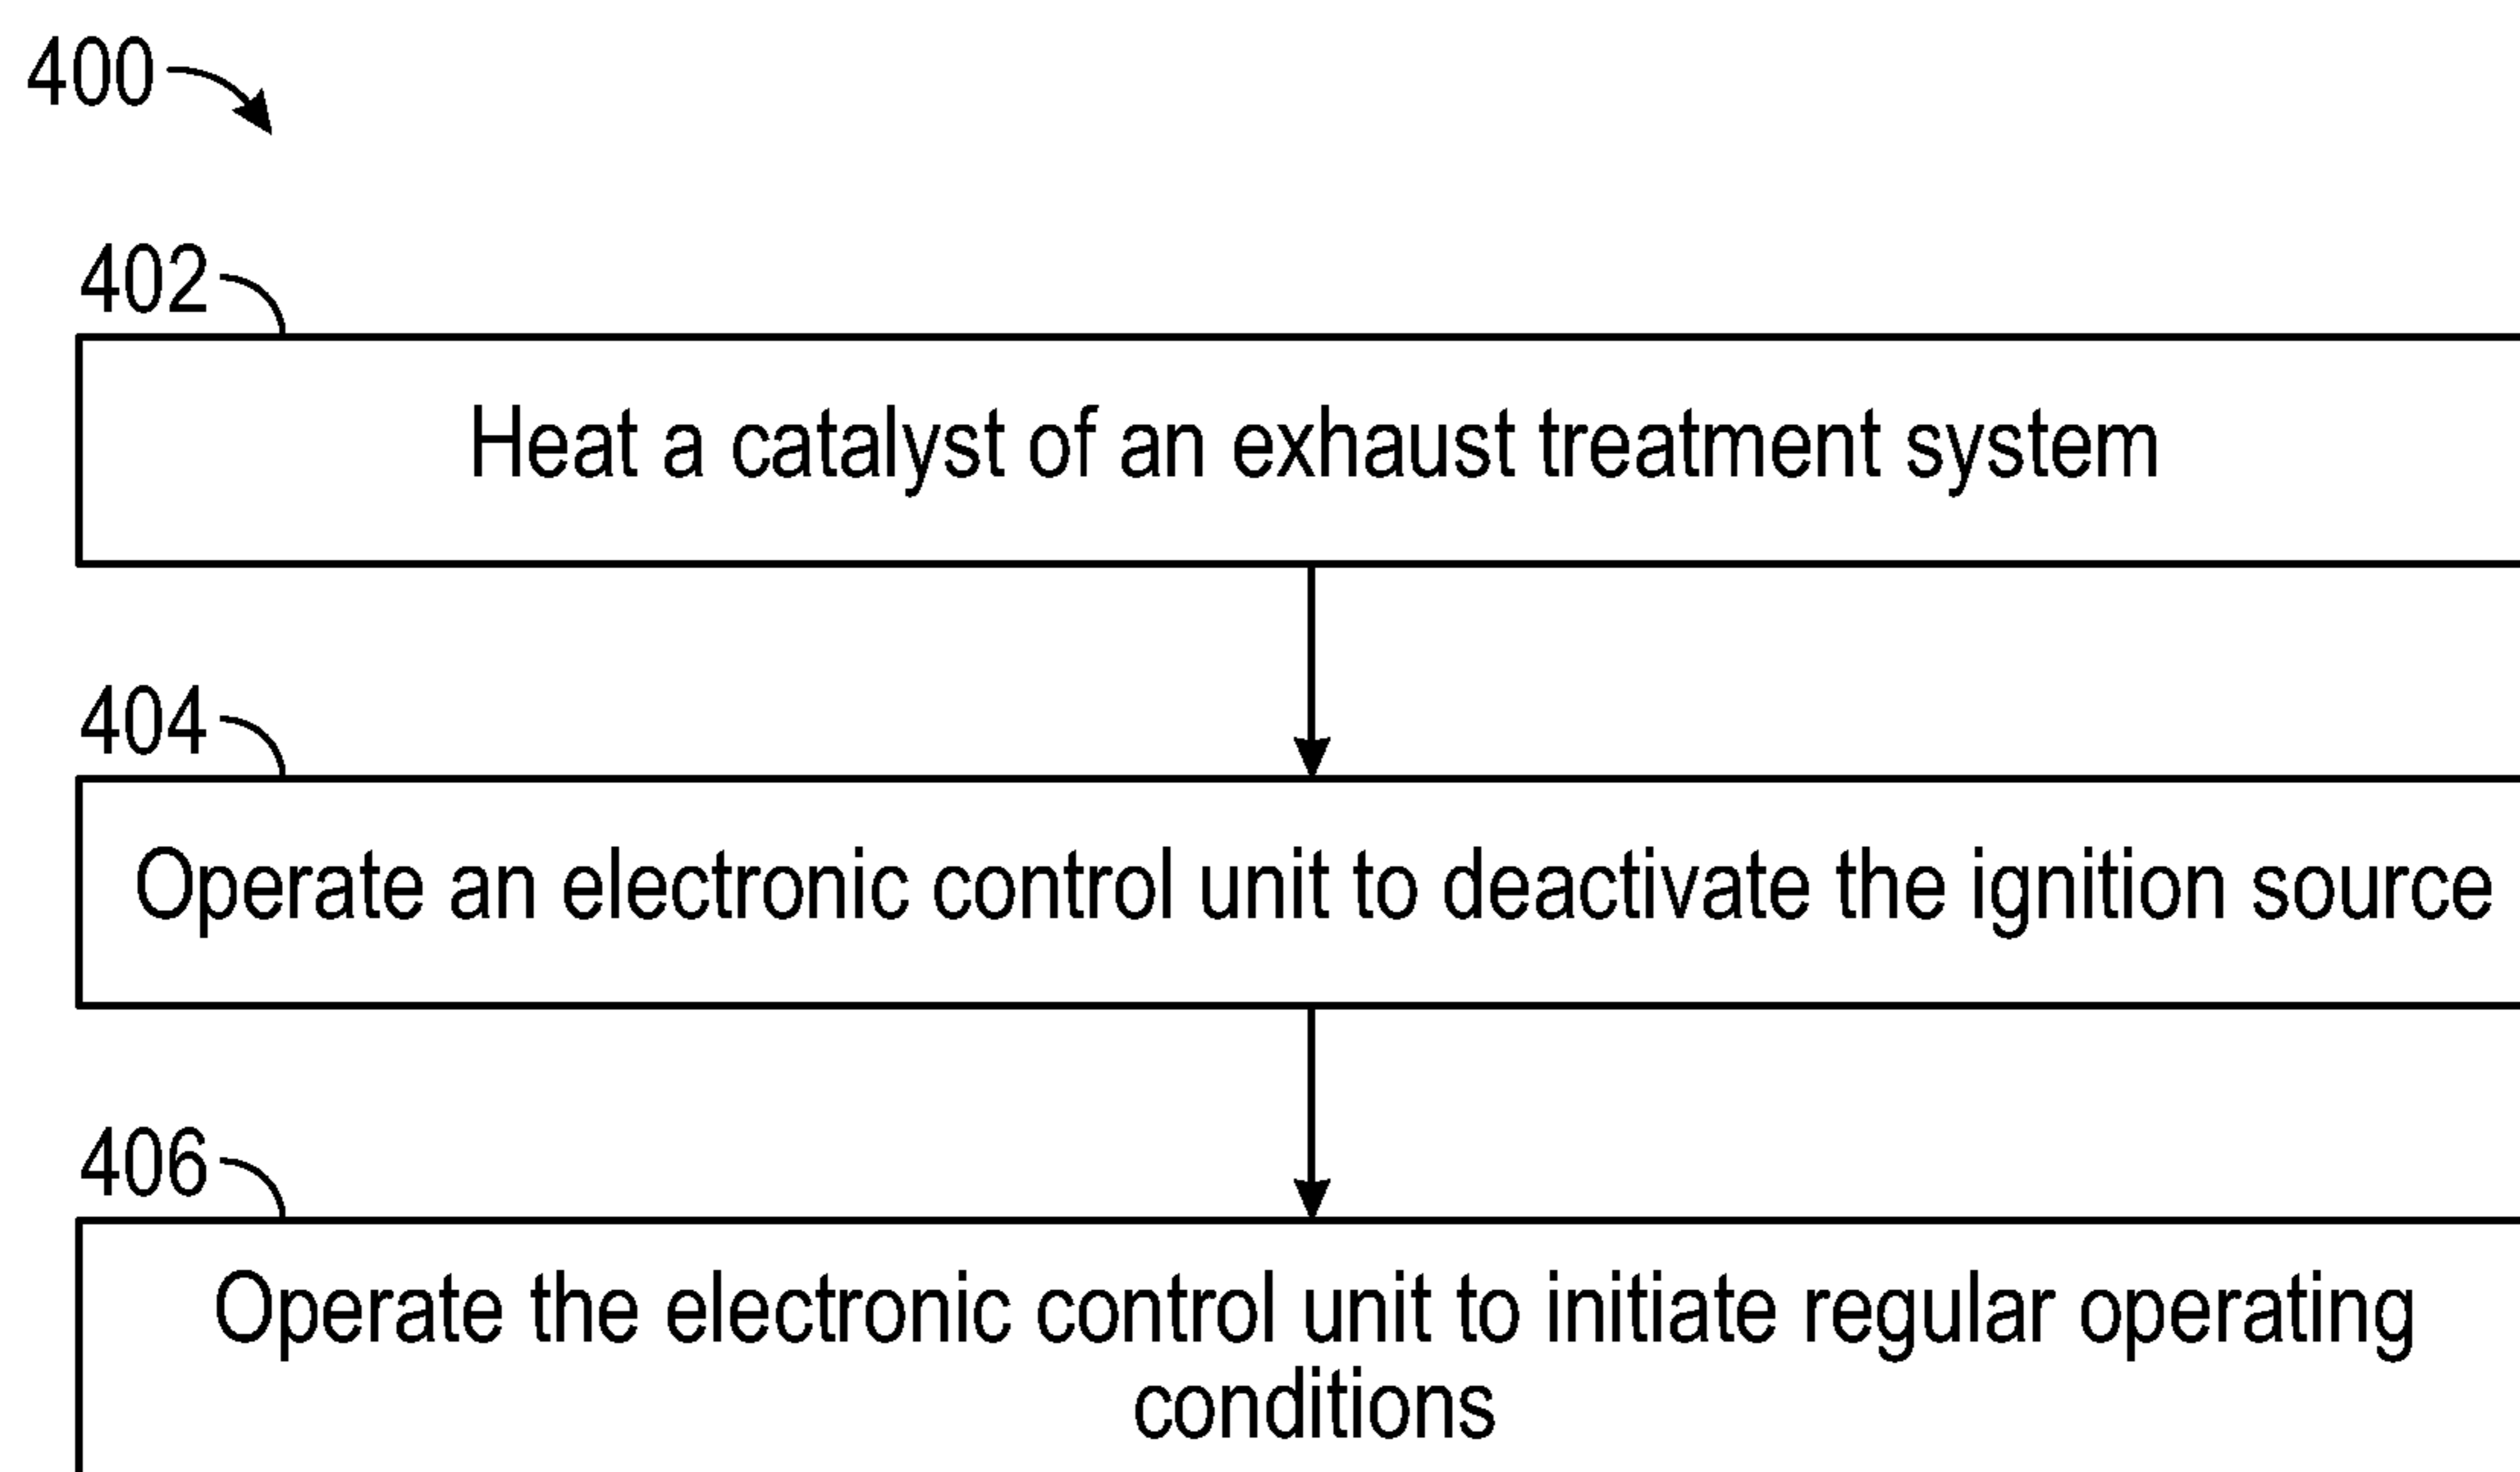 400
402
Heat a catalyst of an exhaust treatment system
404
Operate an electronic control unit to deactivate the ignition source
406
Operate the electronic control unit to initiate regular operating
conditions